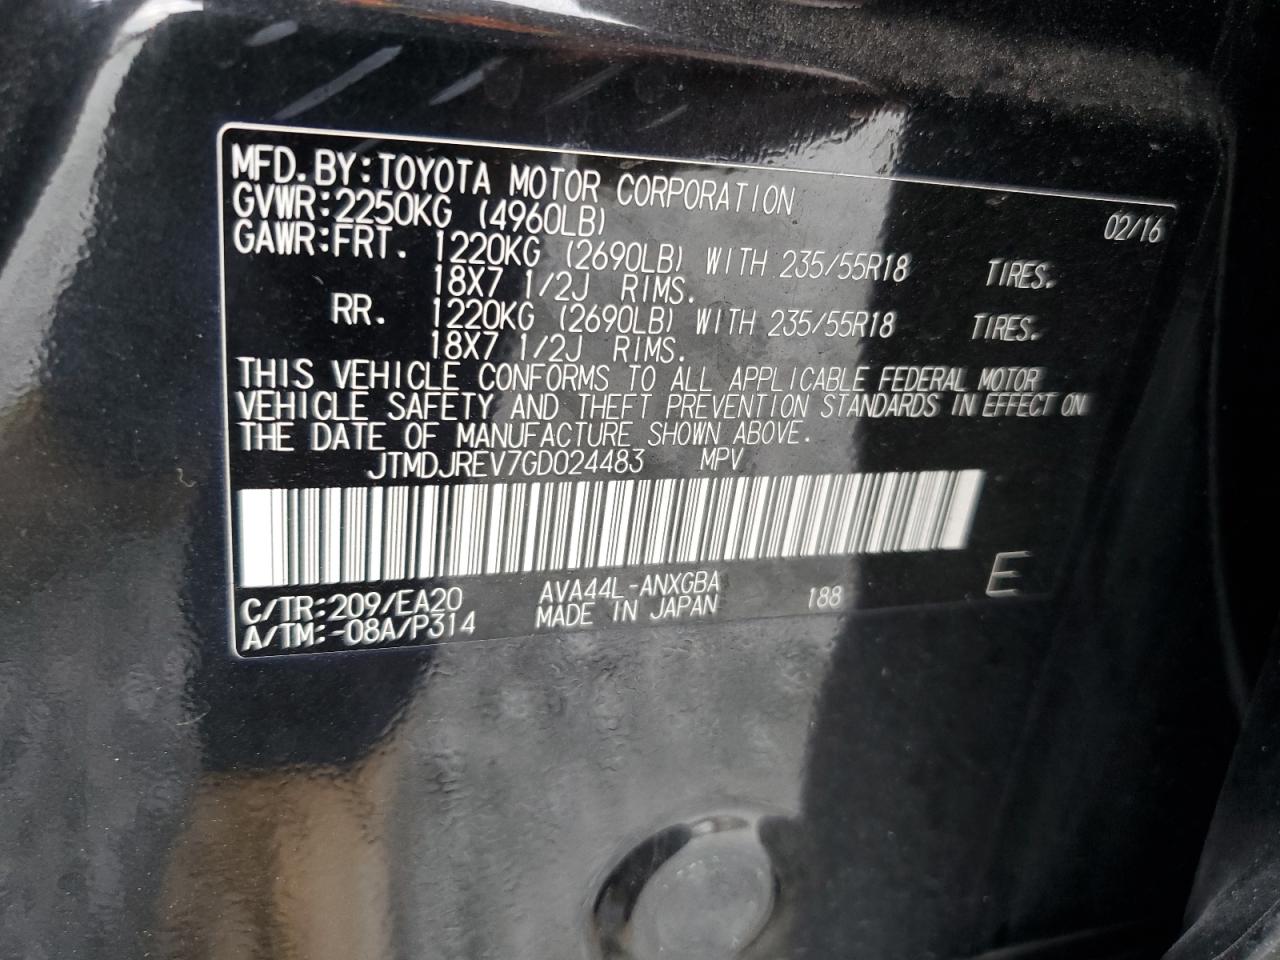 MFD. BY: TOYOTA MOTOR CORPORATION 02/16
GVWR: 2250KG (4960LB)
GAWR: FRT. 1220KG (2690LB) WITH 235/55R18 TIRES.
18X7 1/2J RIMS.
RR. 1220KG (2690LB) WITH 235/55R18 TIRES.
18X7 1/2J RIMS.
THIS VEHICLE CONFORMS TO ALL APPLICABLE FEDERAL MOTOR
VEHICLE SAFETY AND THEFT PREVENTION STANDARDS IN EFFECT ON
THE DATE OF MANUFACTURE SHOWN ABOVE.
JTMDJREV7GD024483 MPV
C/TR: 209/EA20 AVA44L-ANXGBA 188 E
A/TM: -08A/P314 MADE IN JAPAN